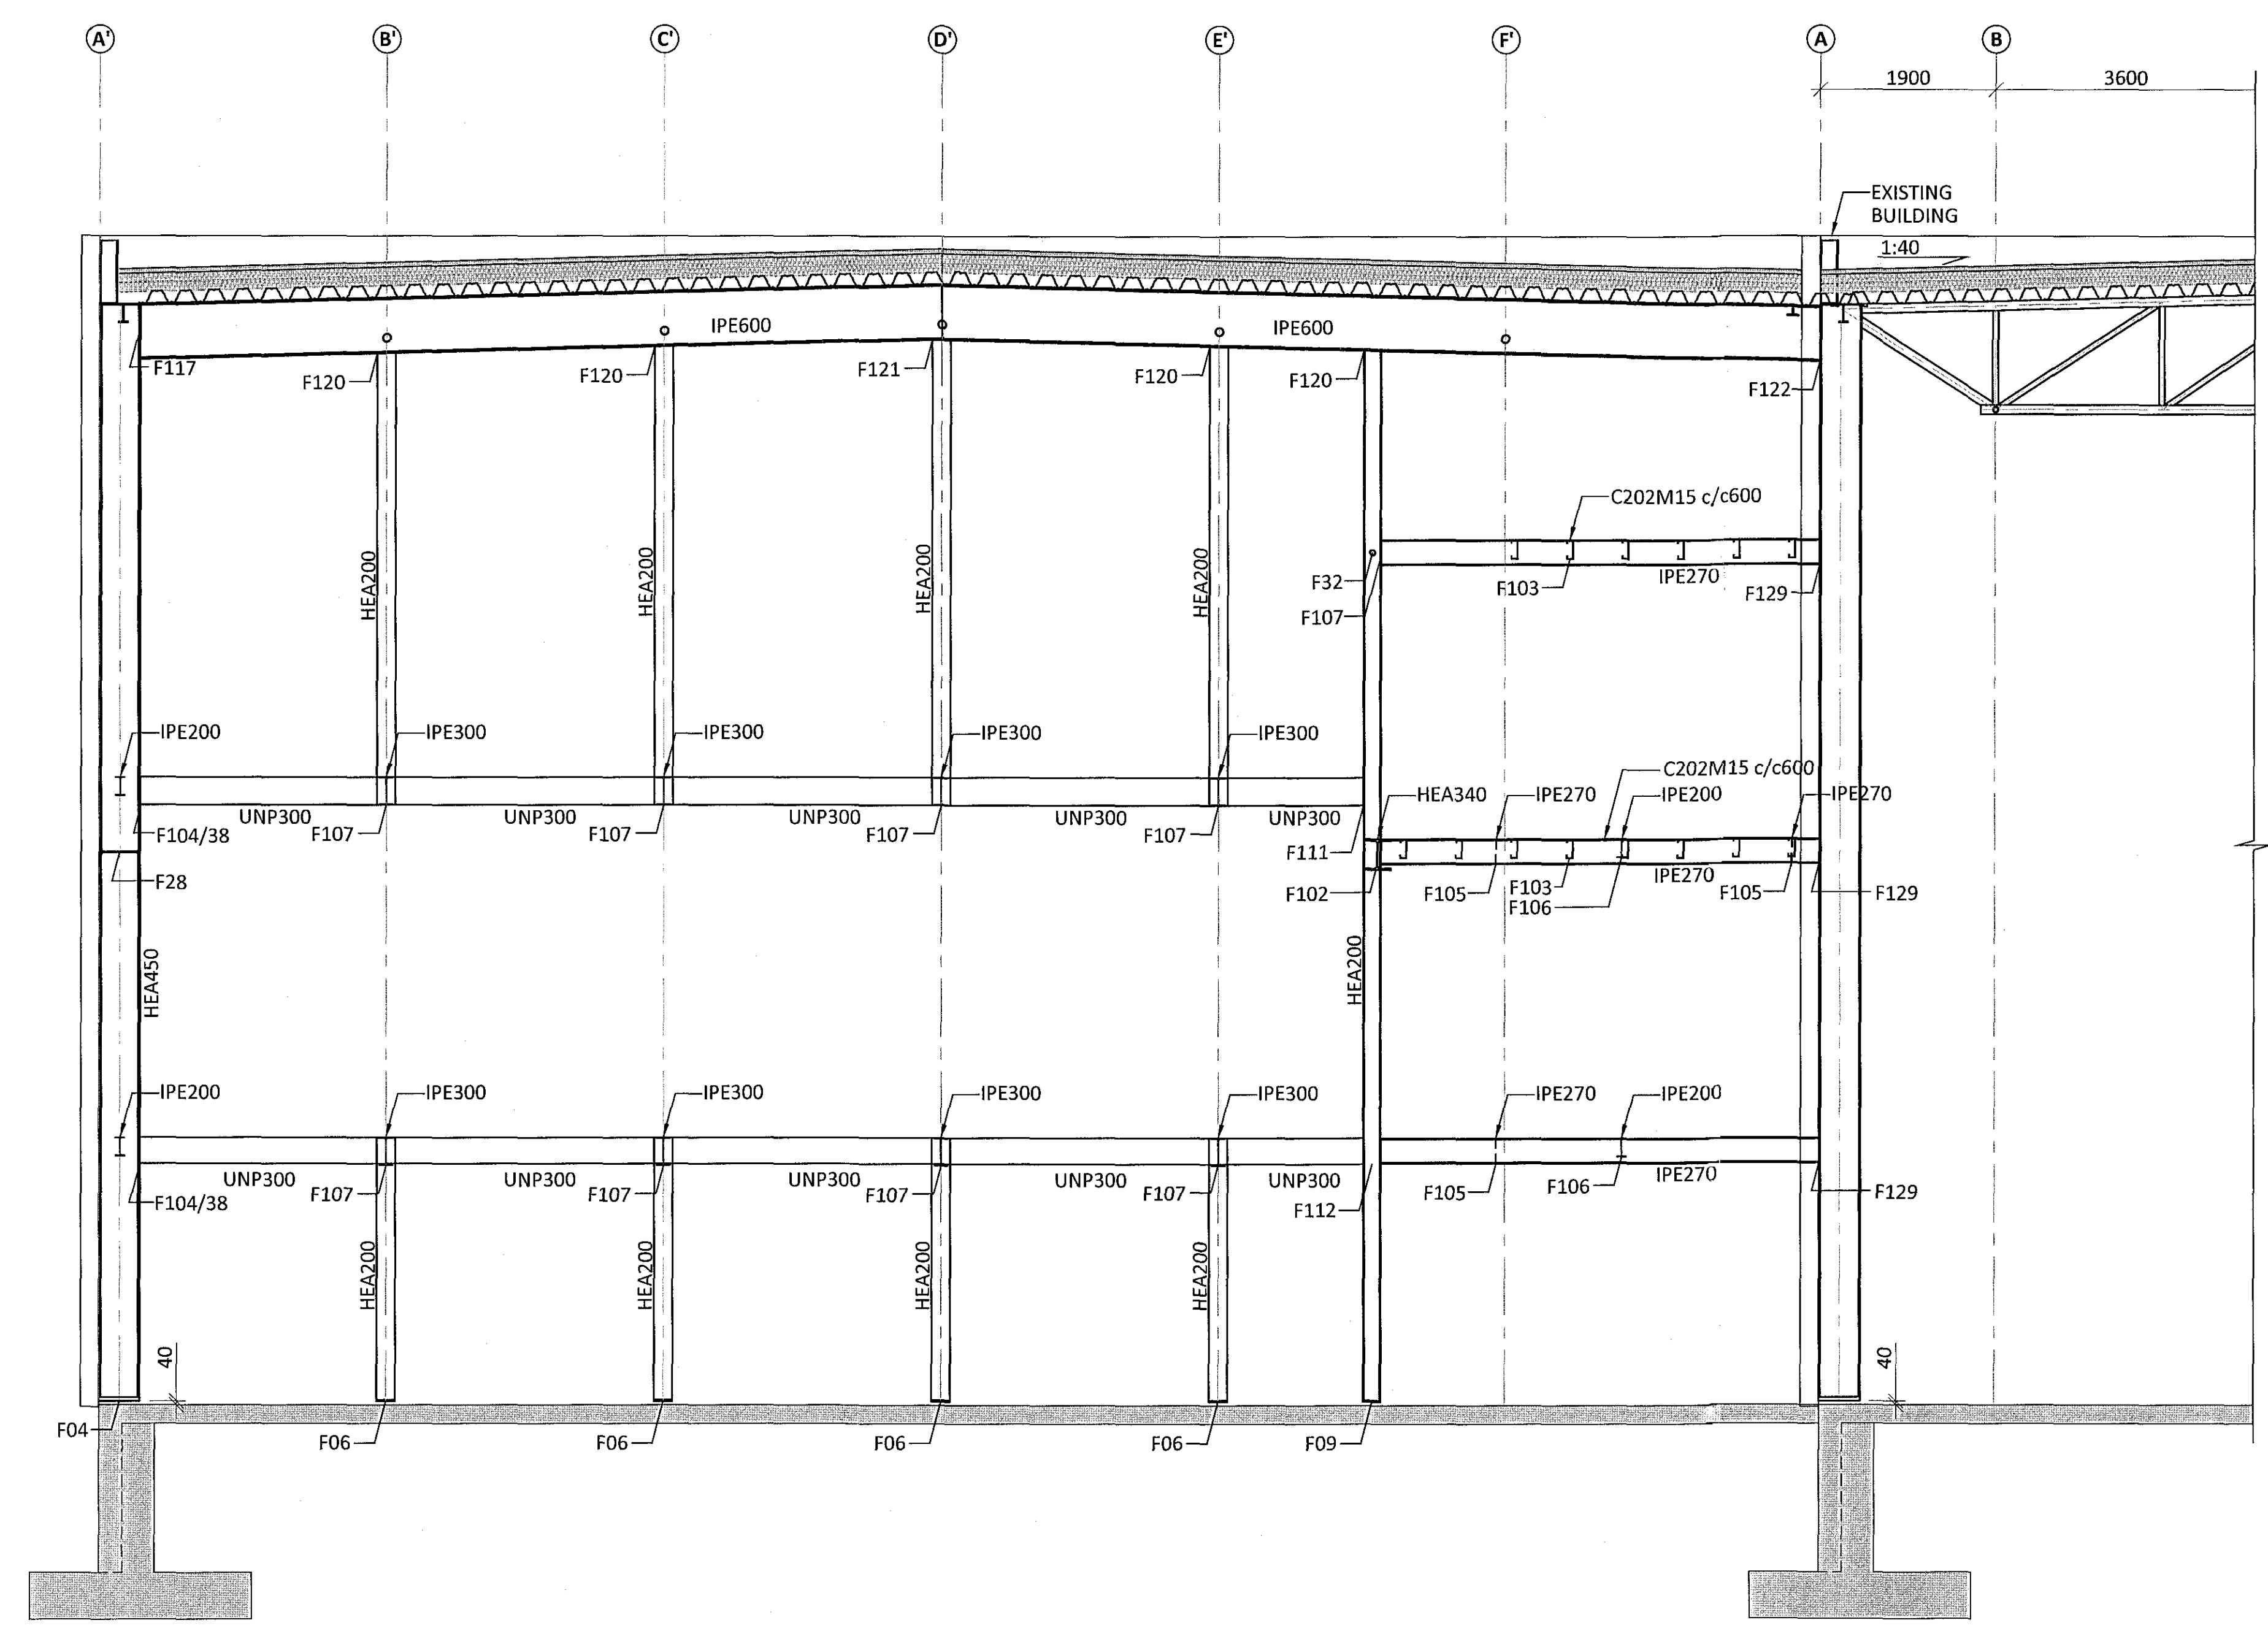 A' B' C' D' E' F' A B
1900 3600
EXISTING
BUILDING
1:40
IPE600 IPE600
F117 F120 F120 F121 F120 F120 F122
C202M15 c/c600
HEA200 HEA200 HEA200 HEA200
F32 F103 IPE270 F129
F107
IPE200 IPE300 IPE300 IPE300 IPE300
C202M15 c/c600
HEA340 IPE270 IPE200 IPE270
UNP300 UNP300 UNP300 UNP300 UNP300
F104/38 F107 F107 F107 F107
F111
F28 F102 F105 F103 IPE270 F105 F129
F106
HEA450 HEA200
IPE200 IPE300 IPE300 IPE300 IPE300 IPE270 IPE200
UNP300 UNP300 UNP300 UNP300 UNP300 IPE270
F104/38 F107 F107 F107 F107 F105 F106 F129
F112
HEA200 HEA200 HEA200 HEA200
40 40
F04 F06 F06 F06 F06 F09